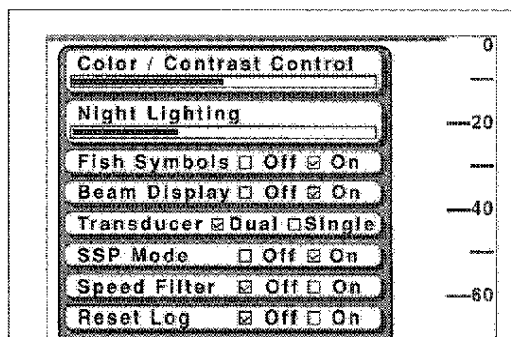 Color / Contrast Control
0
Night Lighting
20
Fish Symbols ☐ Off ☑ On
Beam Display ☐ Off ☑ On
Transducer ☑ Dual ☐ Single
40
SSP Mode ☐ Off ☑ On
Speed Filter ☑ Off ☐ On
60
Reset Log ☑ Off ☐ On